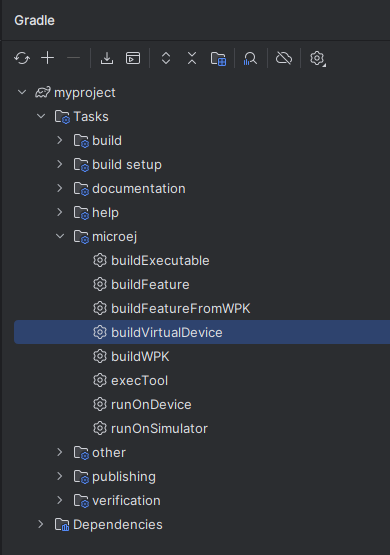 Gradle
myproject
Tasks
build
build setup
documentation
help
microej
buildExecutable
buildFeature
buildFeatureFromWPK
buildVirtualDevice
buildWPK
execTool
runOnDevice
runOnSimulator
other
publishing
verification
Dependencies